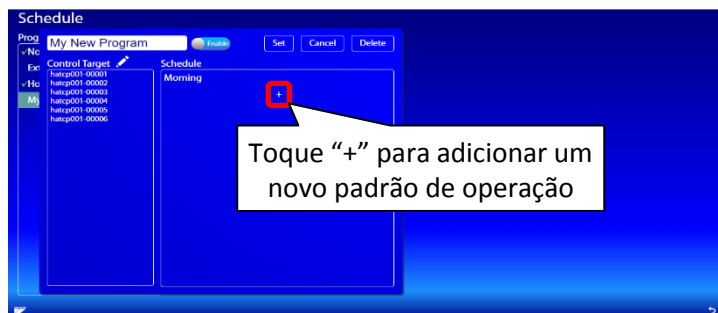 Schedule
Prog
My New Program
Enable
Set
Cancel
Delete
✓No
Ext
✓Ho
My
Control Target
Schedule
hatcp001-00001
hatcp001-00002
hatcp001-00003
hatcp001-00004
hatcp001-00005
hatcp001-00006
Morning
+
Toque “+” para adicionar um
novo padrão de operação